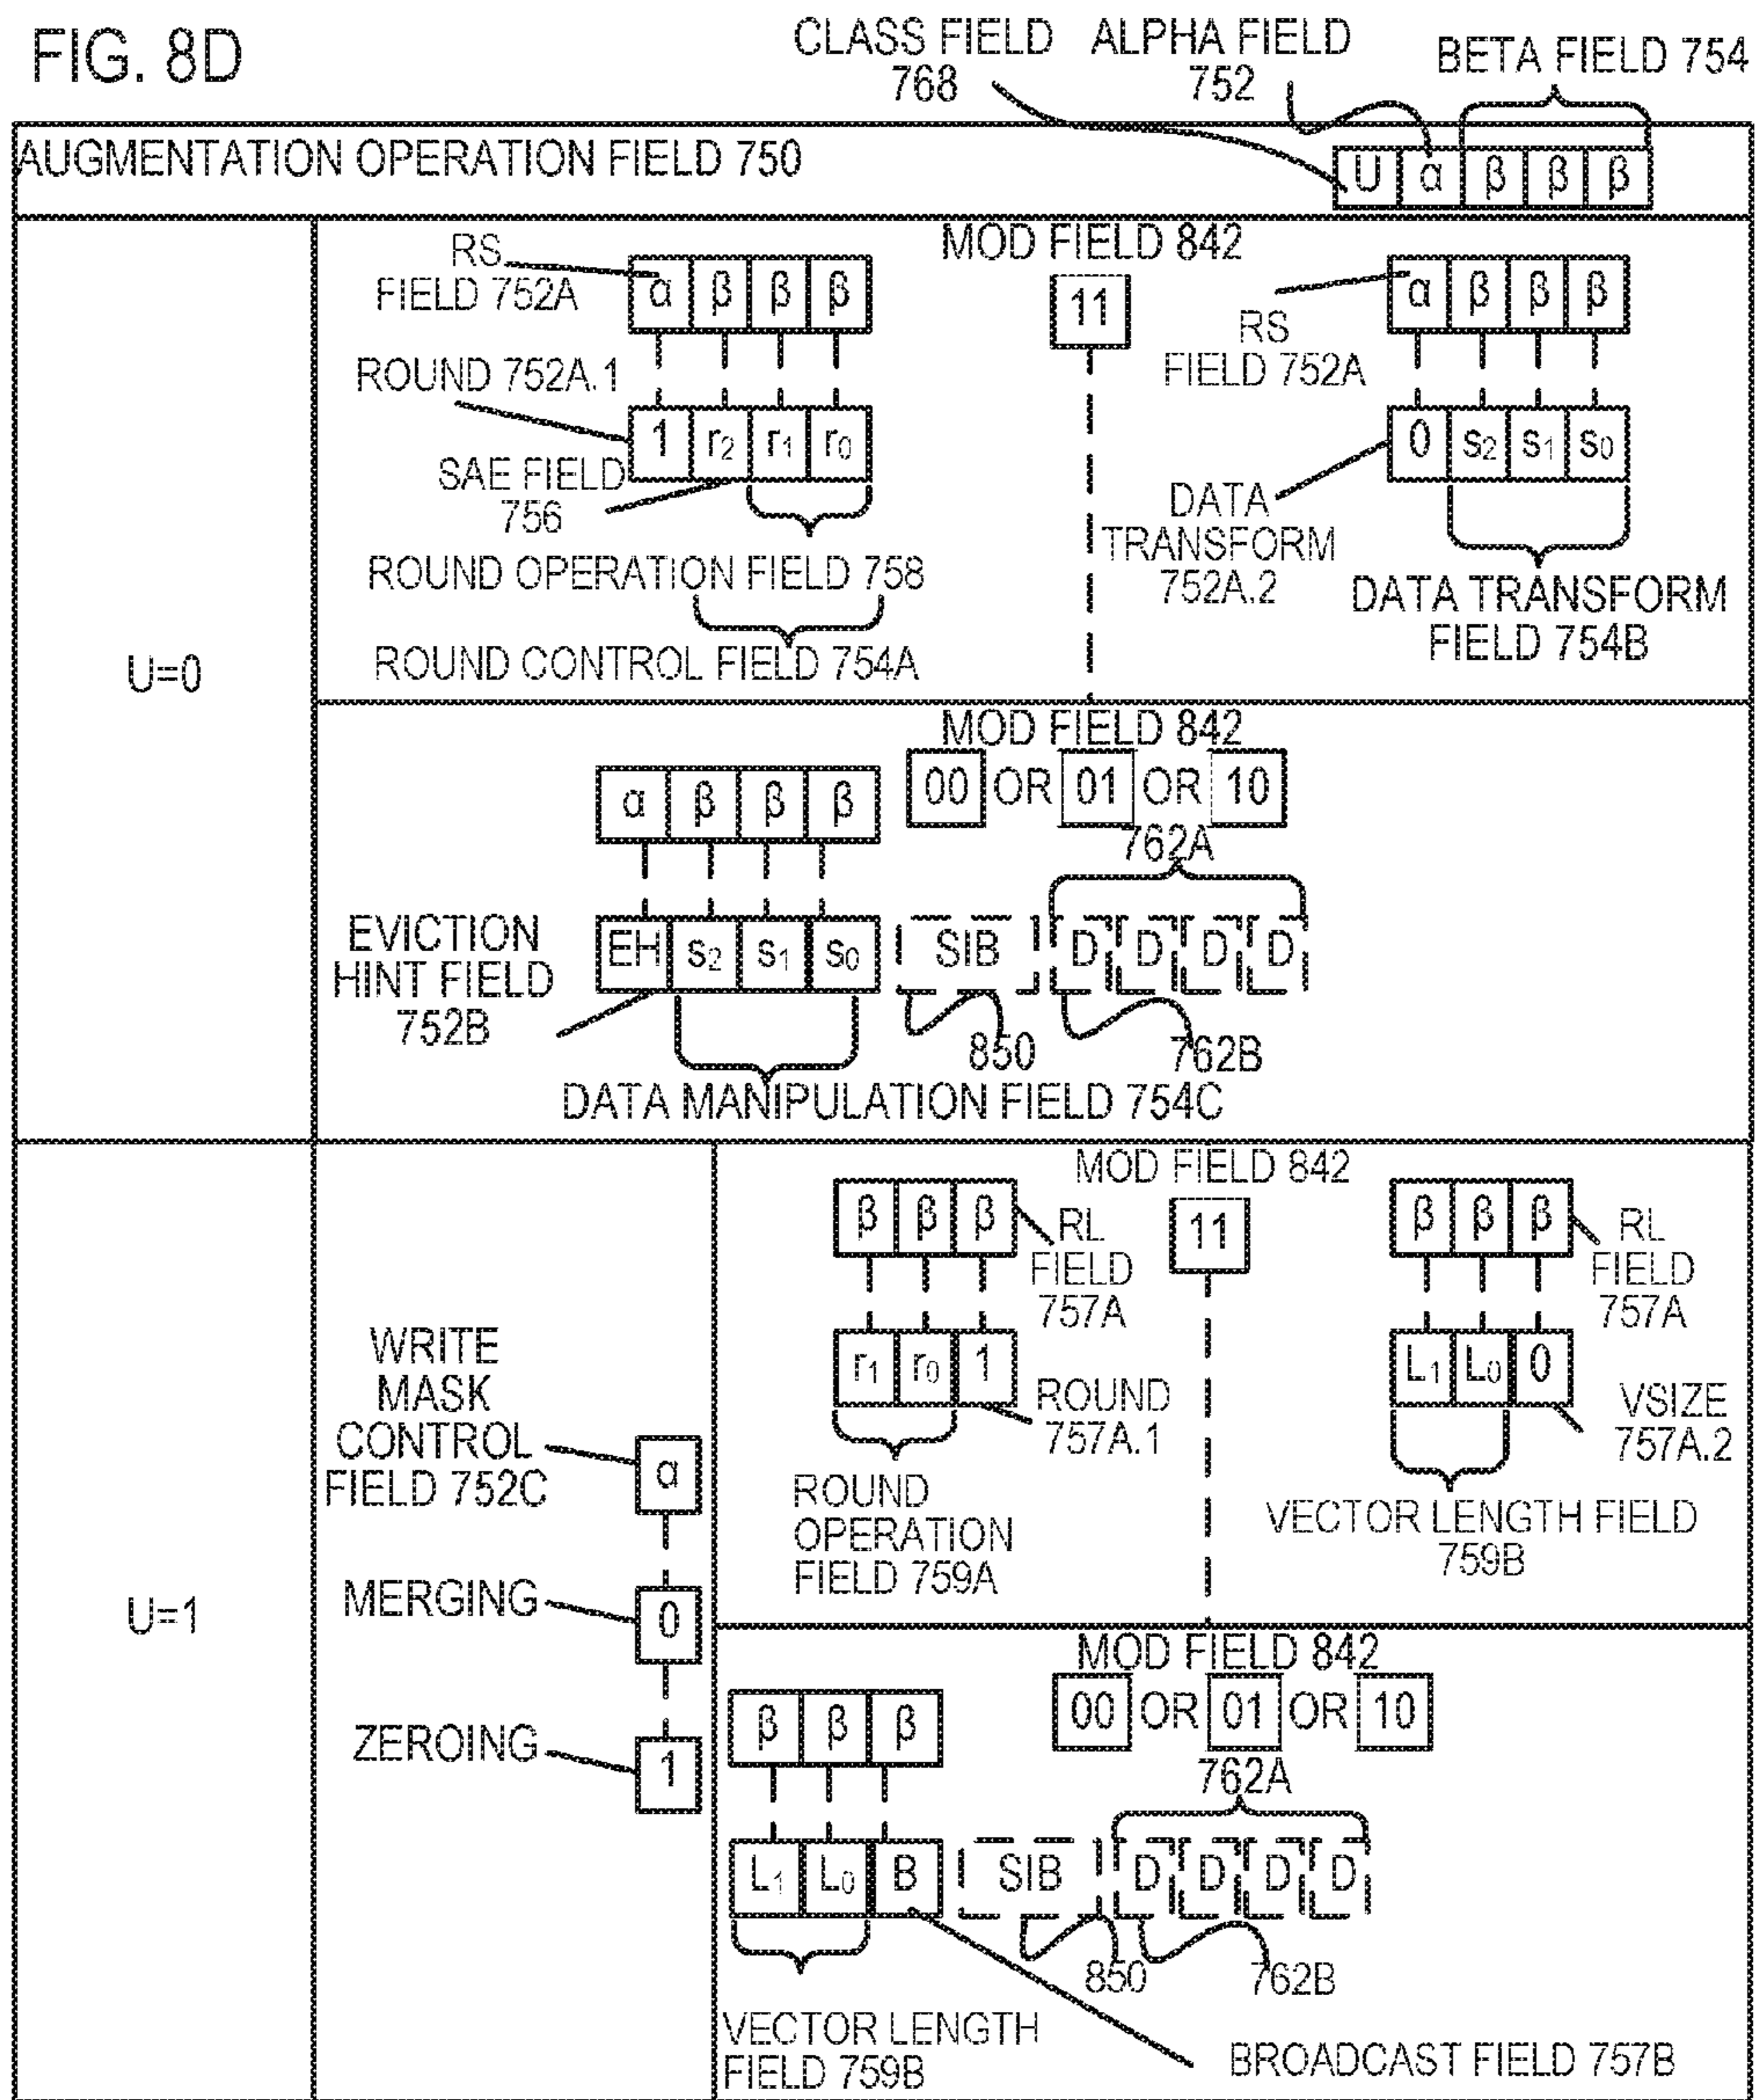 FIG. 8D
CLASS FIELD
768
ALPHA FIELD
752
BETA FIELD 754
AUGMENTATION OPERATION FIELD 750
U α β β β
U=0
MOD FIELD 842
11
RS
FIELD 752A
α β β β
ROUND 752A.1
1 r2 r1 r0
SAE FIELD
756
ROUND OPERATION FIELD 758
ROUND CONTROL FIELD 754A
α β β β
RS
FIELD 752A
0 s2 s1 s0
DATA
TRANSFORM
752A.2
DATA TRANSFORM
FIELD 754B
MOD FIELD 842
00 OR 01 OR 10
α β β β
762A
EVICTION
HINT FIELD
752B
EH s2 s1 s0 SIB D D D D
850
762B
DATA MANIPULATION FIELD 754C
U=1
WRITE
MASK
CONTROL
FIELD 752C
α
MERGING
0
ZEROING
1
MOD FIELD 842
11
β β β
RL
FIELD
757A
r1 r0 1
ROUND
757A.1
ROUND
OPERATION
FIELD 759A
β β β
RL
FIELD
757A
L1 L0 0
VSIZE
757A.2
VECTOR LENGTH FIELD
759B
MOD FIELD 842
00 OR 01 OR 10
β β β
762A
L1 L0 B SIB D D D D
850
762B
VECTOR LENGTH
FIELD 759B
BROADCAST FIELD 757B